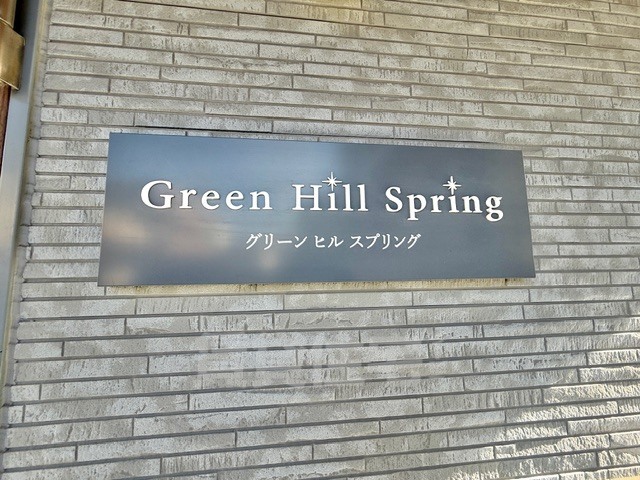 Green Hill Spring
グリーン ヒル スプリング